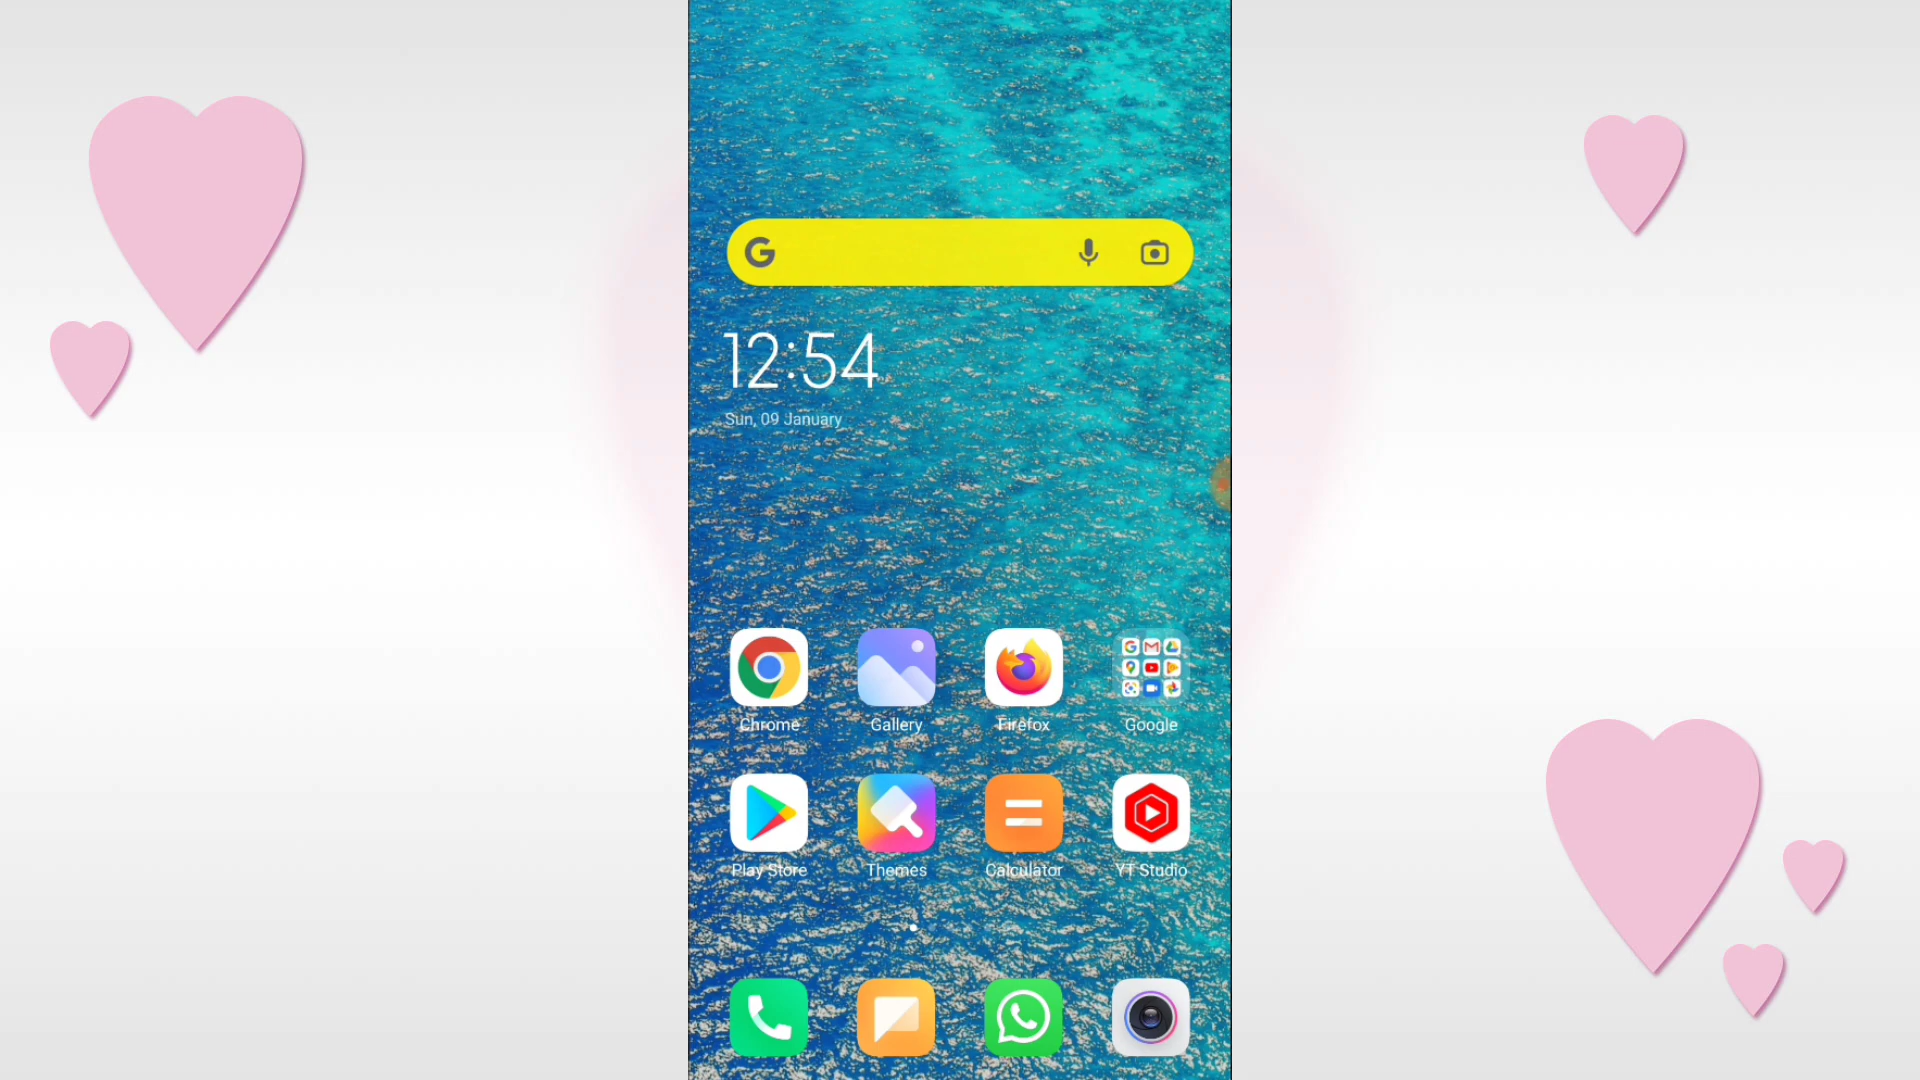 12:54
Sun, 09 January
Chrome
Gallery
Firefox
Google
Play Store
Themes
Calculator
YT Studio